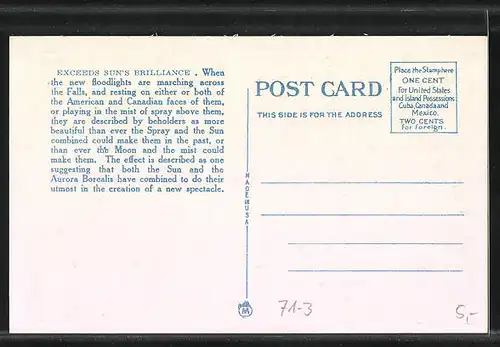 EXCEEDS SUN'S BRILLIANCE . When
the new floodlights are marching across
the Falls, and resting on either or both of
the American and Canadian faces of them,
or playing in the mist of spray above them,
they are described by beholders as more
beautiful than ever the Spray and the Sun
combined could make them in the past, or
than ever the Moon and the mist could
make them. The effect is described as one
suggesting that both the Sun and the
Aurora Borealis have combined to do their
utmost in the creation of a new spectacle.
MADE IN U.S.A.
M
POST CARD
THIS SIDE IS FOR THE ADDRESS
Place the Stamp here
ONE CENT
for United States
and Island Possessions
Cuba, Canada and
Mexico.
TWO CENTS
for foreign.
71-3
5,-